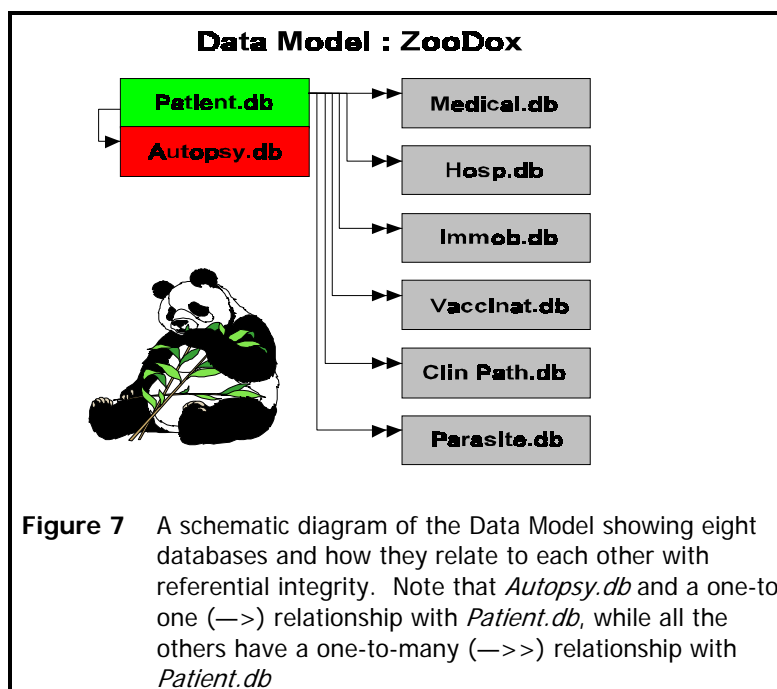 Data Model : ZooDox
Patient.db
Autopsy.db
Medical.db
Hosp.db
Immob.db
Vaccinat.db
Clin Path.db
Parasite.db
Figure 7 A schematic diagram of the Data Model showing eight
databases and how they relate to each other with
referential integrity. Note that Autopsy.db and a one-to
one (—>) relationship with Patient.db, while all the
others have a one-to-many (—>>) relationship with
Patient.db